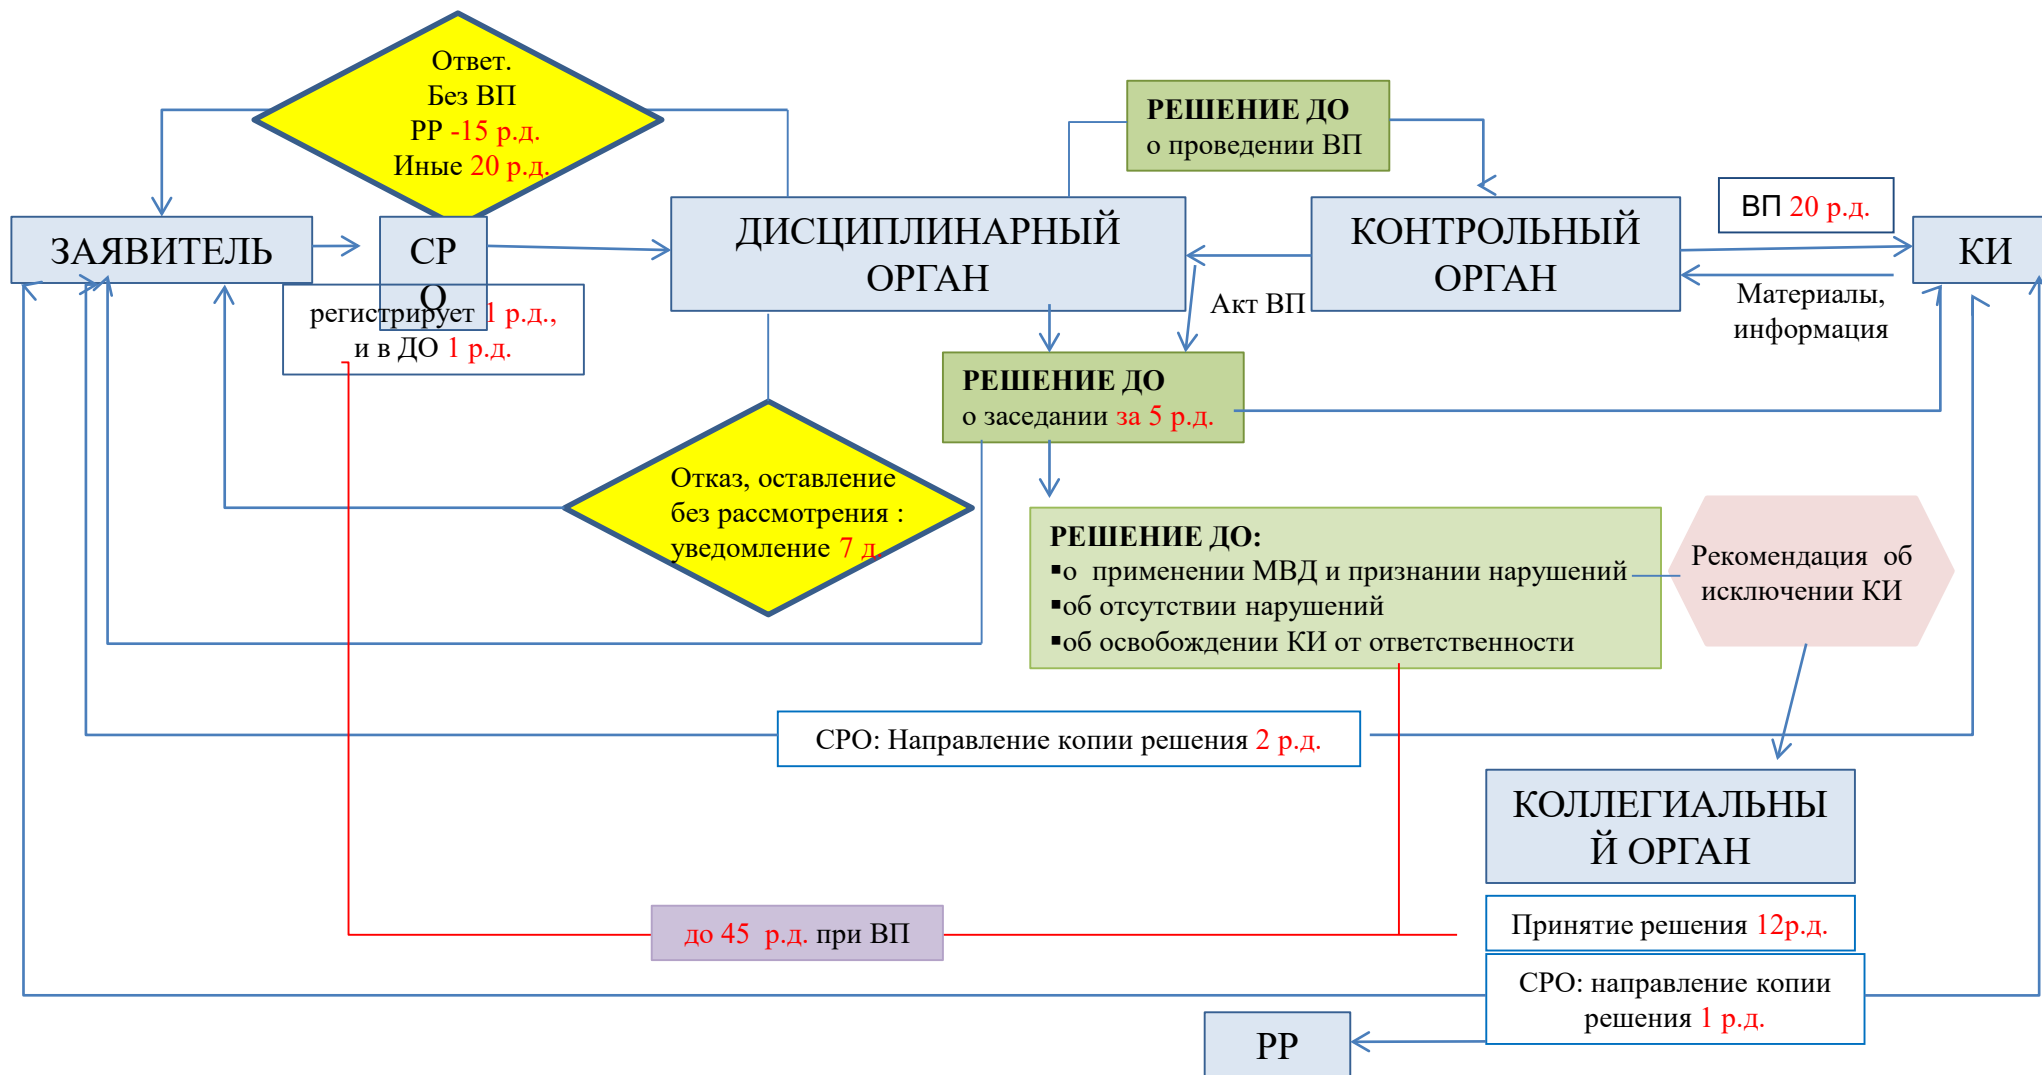 Ответ.
Без ВП
РР -15 р.д.
Иные 20 р.д.
РЕШЕНИЕ ДО
о проведении ВП
ЗАЯВИТЕЛЬ
СР
О
ДИСЦИПЛИНАРНЫЙ
ОРГАН
КОНТРОЛЬНЫЙ
ОРГАН
ВП 20 р.д.
КИ
регистрирует 1 р.д.,
и в ДО 1 р.д.
Акт ВП
Материалы,
информация
РЕШЕНИЕ ДО
о заседании за 5 р.д.
Отказ, оставление
без рассмотрения :
уведомление 7 д.
РЕШЕНИЕ ДО:
▪о применении МВД и признании нарушений
▪об отсутствии нарушений
▪об освобождении КИ от ответственности
Рекомендация об
исключении КИ
СРО: Направление копии решения 2 р.д.
КОЛЛЕГИАЛЬНЫ
Й ОРГАН
до 45 р.д. при ВП
Принятие решения 12р.д.
СРО: направление копии
решения 1 р.д.
РР